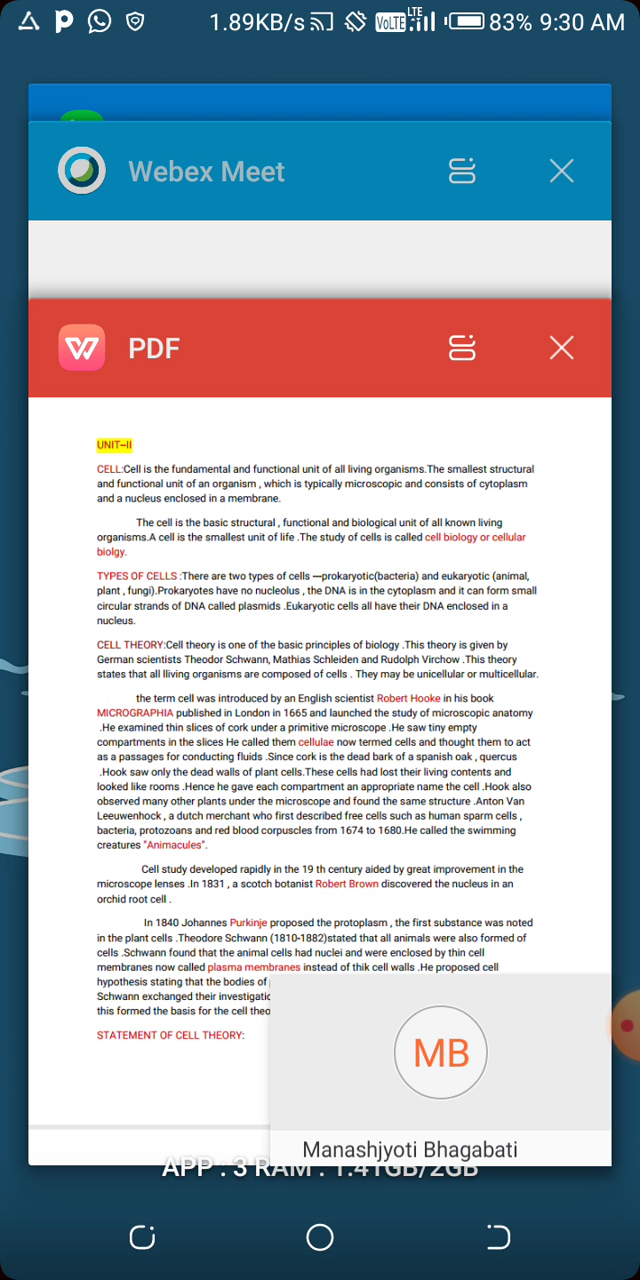 1.89KB/s VoLTE LTE 83% 9:30 AM
Webex Meet
PDF
UNIT-II
CELL:Cell is the fundamental and functional unit of all living organisms.The smallest structural
and functional unit of an organism , which is typically microscopic and consists of cytoplasm
and a nucleus enclosed in a membrane.
The cell is the basic structural , functional and biological unit of all known living
organisms.A cell is the smallest unit of life .The study of cells is called cell biology or cellular
biolgy.
TYPES OF CELLS :There are two types of cells ---prokaryotic(bacteria) and eukaryotic (animal,
plant , fungi).Prokaryotes have no nucleolus , the DNA is in the cytoplasm and it can form small
circular strands of DNA called plasmids .Eukaryotic cells all have their DNA enclosed in a
nucleus.
CELL THEORY:Cell theory is one of the basic principles of biology .This theory is given by
German scientists Theodor Schwann, Mathias Schleiden and Rudolph Virchow .This theory
states that all lliving organisms are composed of cells . They may be unicellular or multicellular.
the term cell was introduced by an English scientist Robert Hooke in his book
MICROGRAPHIA published in London in 1665 and launched the study of microscopic anatomy
.He examined thin slices of cork under a primitive microscope .He saw tiny empty
compartments in the slices He called them cellulae now termed cells and thought them to act
as a passages for conducting fluids .Since cork is the dead bark of a spanish oak , quercus
.Hook saw only the dead walls of plant cells.These cells had lost their living contents and
looked like rooms .Hence he gave each compartment an appropriate name the cell .Hook also
observed many other plants under the microscope and found the same structure .Anton Van
Leeuwenhock , a dutch merchant who first described free cells such as human sparm cells ,
bacteria, protozoans and red blood corpuscles from 1674 to 1680.He called the swimming
creatures "Animacules".
Cell study developed rapidly in the 19 th century aided by great improvement in the
microscope lenses .In 1831 , a scotch botanist Robert Brown discovered the nucleus in an
orchid root cell .
In 1840 Johannes Purkinje proposed the protoplasm , the first substance was noted
in the plant cells .Theodore Schwann (1810-1882)stated that all animals were also formed of
cells .Schwann found that the animal cells had nuclei and were enclosed by thin cell
membranes now called plasma membranes instead of thik cell walls .He proposed cell
hypothesis stating that the bodies of
Schwann exchanged their investigatic
this formed the basis for the cell theo
STATEMENT OF CELL THEORY:
MB
Manashjyoti Bhagabati
APP : 3 RAM : 1.41GB/2GB